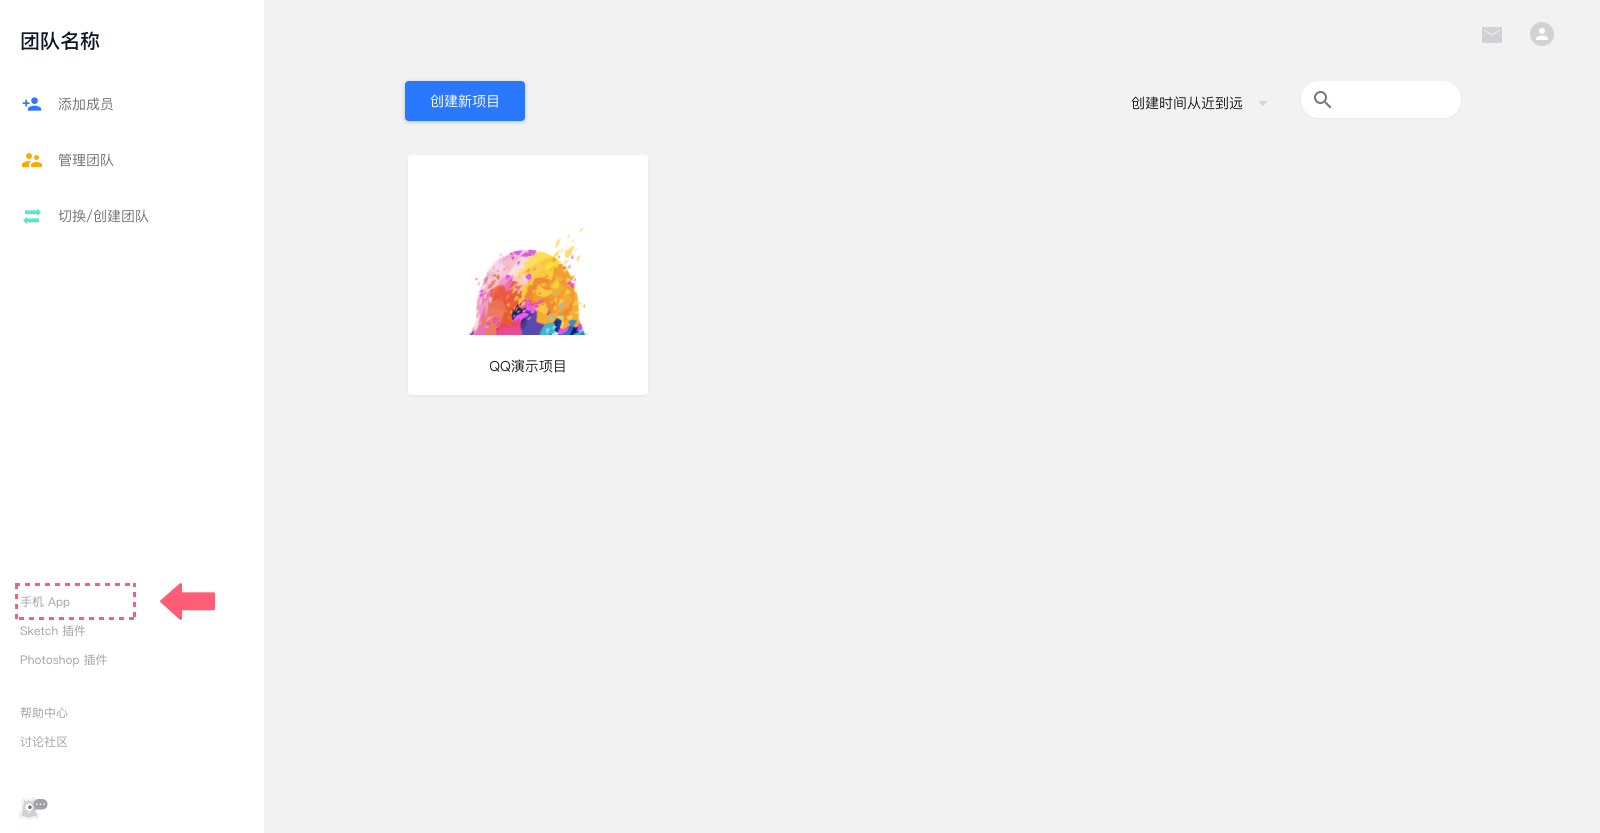 团队名称
添加成员
管理团队
切换/创建团队
手机 App
Sketch 插件
Photoshop 插件
帮助中心
讨论社区
创建新项目
创建时间从近到远
QQ演示项目